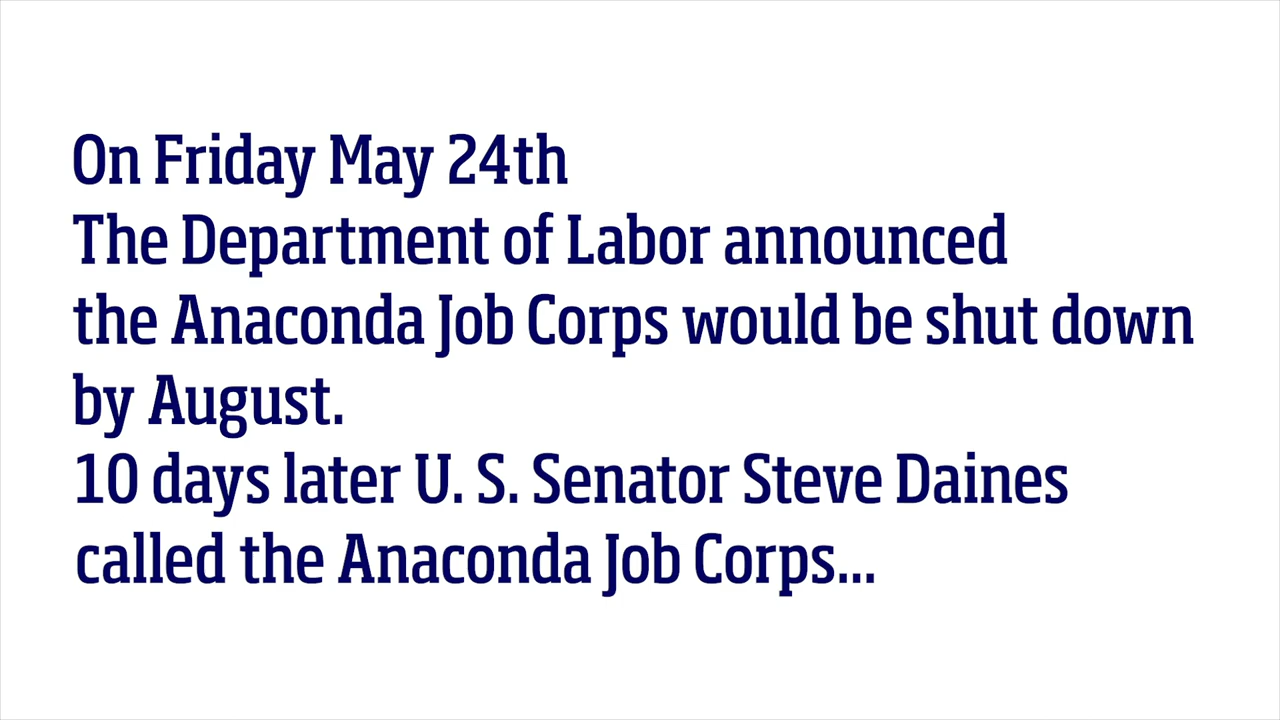 On Friday May 24th
The Department of Labor announced
the Anaconda Job Corps would be shut down
by August.
10 days later U. S. Senator Steve Daines
called the Anaconda Job Corps...